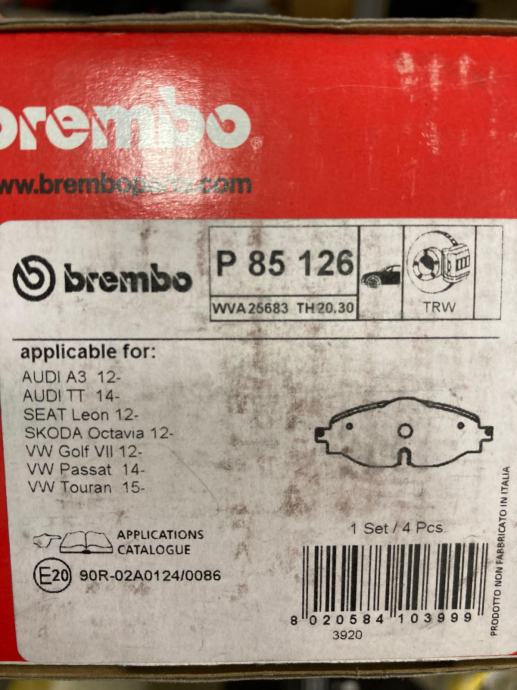 brembo
www.bremboparts.com
brembo
P 85 126
WVA 25683 TH 20.30
TRW
applicable for:
AUDI A3 12-
AUDI TT 14-
SEAT Leon 12-
SKODA Octavia 12-
VW Golf VII 12-
VW Passat 14-
VW Touran 15-
1 Set / 4 Pcs.
APPLICATIONS
CATALOGUE
E20 90R-02A0124/0086
8 020584 103999
3920
PRODOTTO NON FABBRICATO IN ITALIA